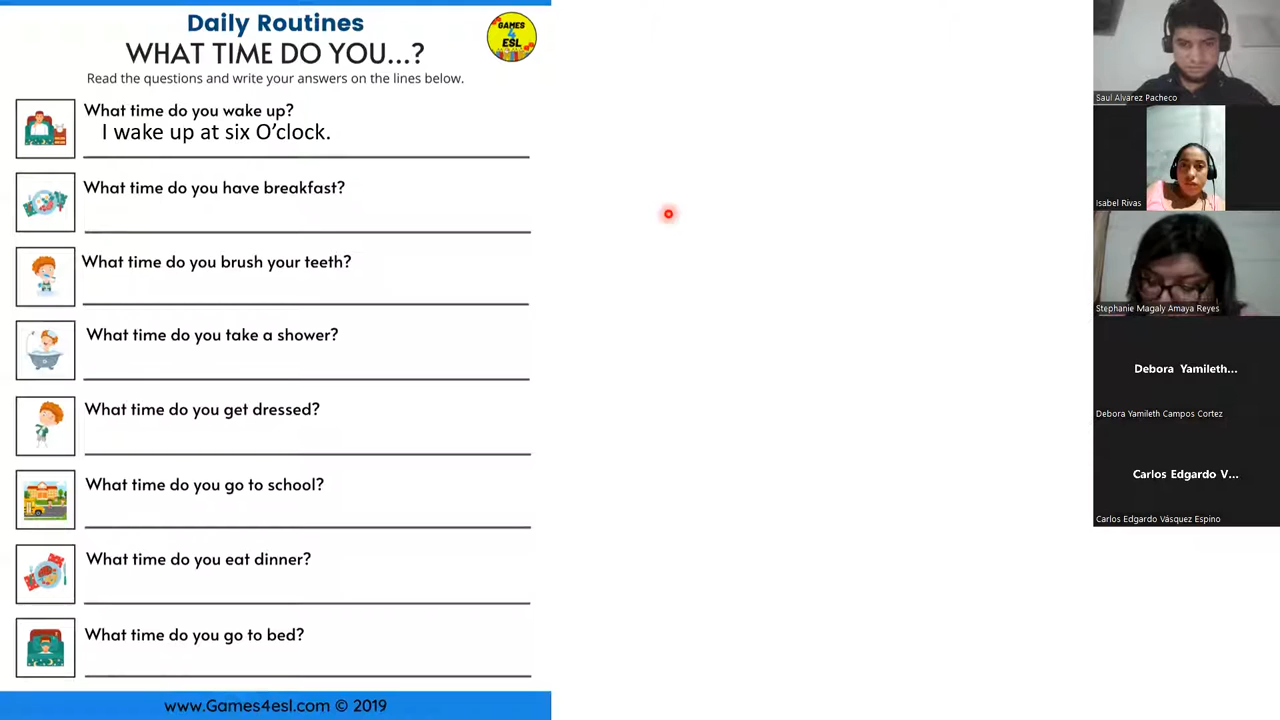 Daily Routines
WHAT TIME DO YOU...?
Read the questions and write your answers on the lines below.
GAMES
4
ESL
What time do you wake up?
I wake up at six O’clock.
What time do you have breakfast?
What time do you brush your teeth?
What time do you take a shower?
What time do you get dressed?
What time do you go to school?
What time do you eat dinner?
What time do you go to bed?
www.Games4esl.com © 2019
Saul Alvarez Pacheco
Isabel Rivas
Stephanie Magaly Amaya Reyes
Debora Yamileth...
Debora Yamileth Campos Cortez
Carlos Edgardo V...
Carlos Edgardo Vásquez Espino